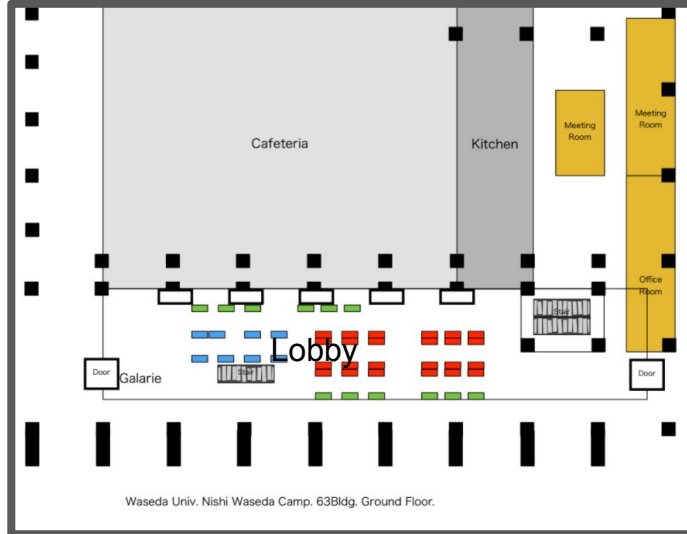 Cafeteria
Kitchen
Meeting
Room
Meeting
Room
Office
Room
Stair
Lobby
Door
Galarie
Stair
Door
Waseda Univ. Nishi Waseda Camp. 63Bldg. Ground Floor.